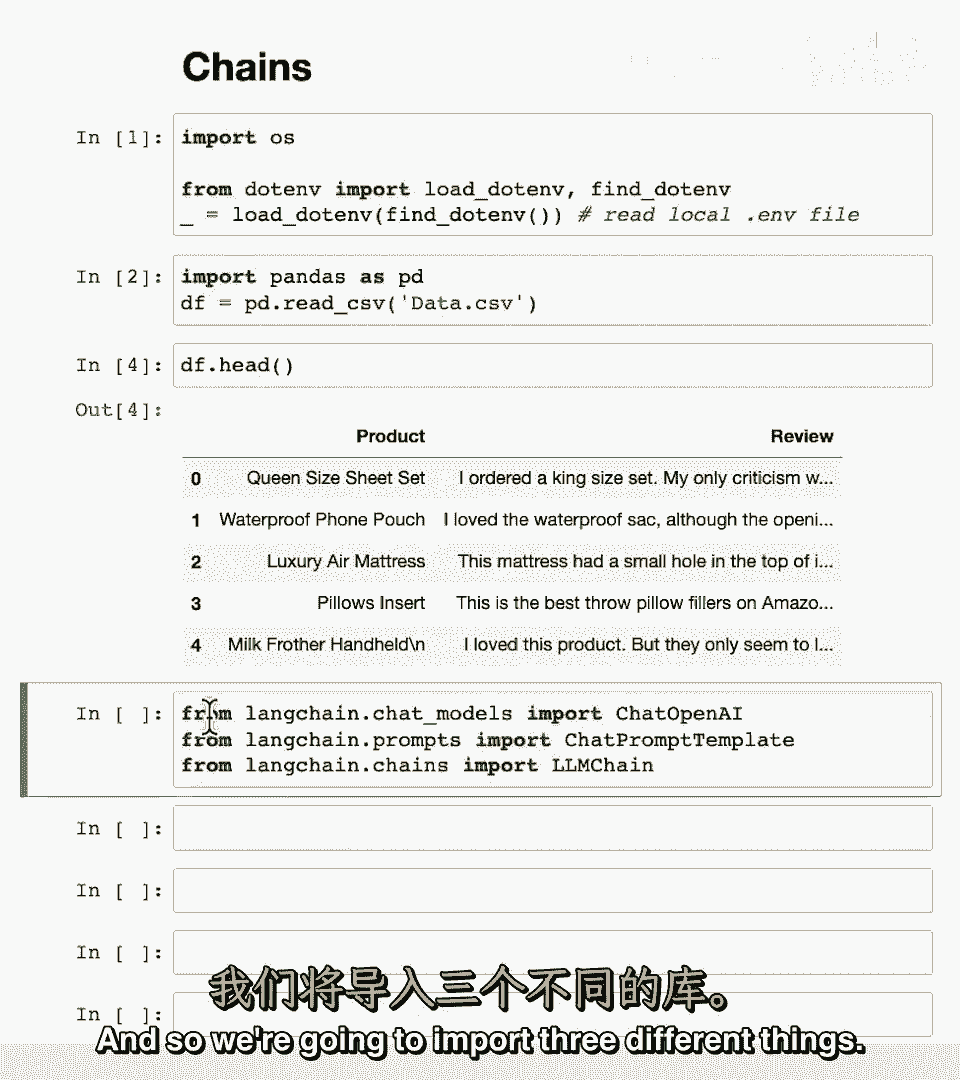 Chains
In [1]: import os
from dotenv import load_dotenv, find_dotenv
_ = load_dotenv(find_dotenv()) # read local .env file
In [2]: import pandas as pd
df = pd.read_csv('Data.csv')
In [4]: df.head()
Out[4]:
Product Review
0 Queen Size Sheet Set I ordered a king size set. My only criticism w...
1 Waterproof Phone Pouch I loved the waterproof sac, although the openi...
2 Luxury Air Mattress This mattress had a small hole in the top of i...
3 Pillows Insert This is the best throw pillow fillers on Amazo...
4 Milk Frother Handheld\n I loved this product. But they only seem to l...
In [ ]: from langchain.chat_models import ChatOpenAI
from langchain.prompts import ChatPromptTemplate
from langchain.chains import LLMChain
In [ ]:
In [ ]:
In [ ]:
In [ ]:
我们将导入三个不同的库。
And so we're going to import three different things.